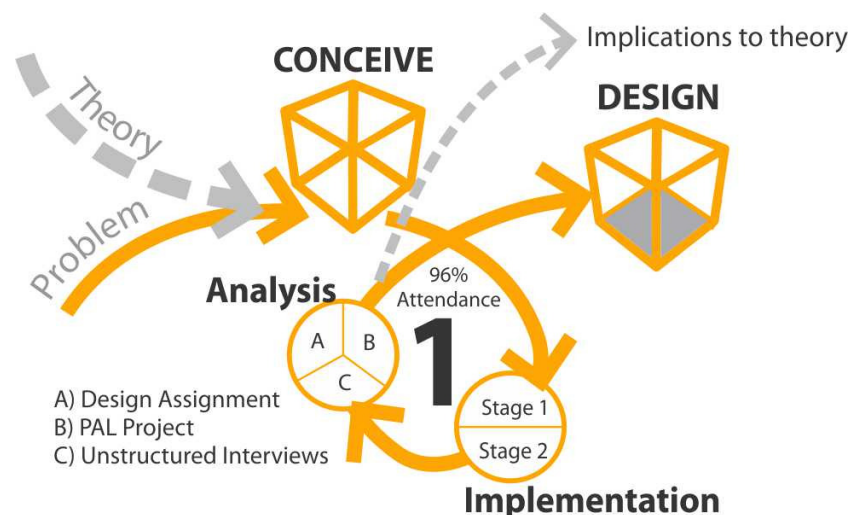 Implications to theory
CONCEIVE
DESIGN
Theory
Problem
Analysis
96%
Attendance
1
A
B
C
Stage 1
Stage 2
A) Design Assignment
B) PAL Project
C) Unstructured Interviews
Implementation